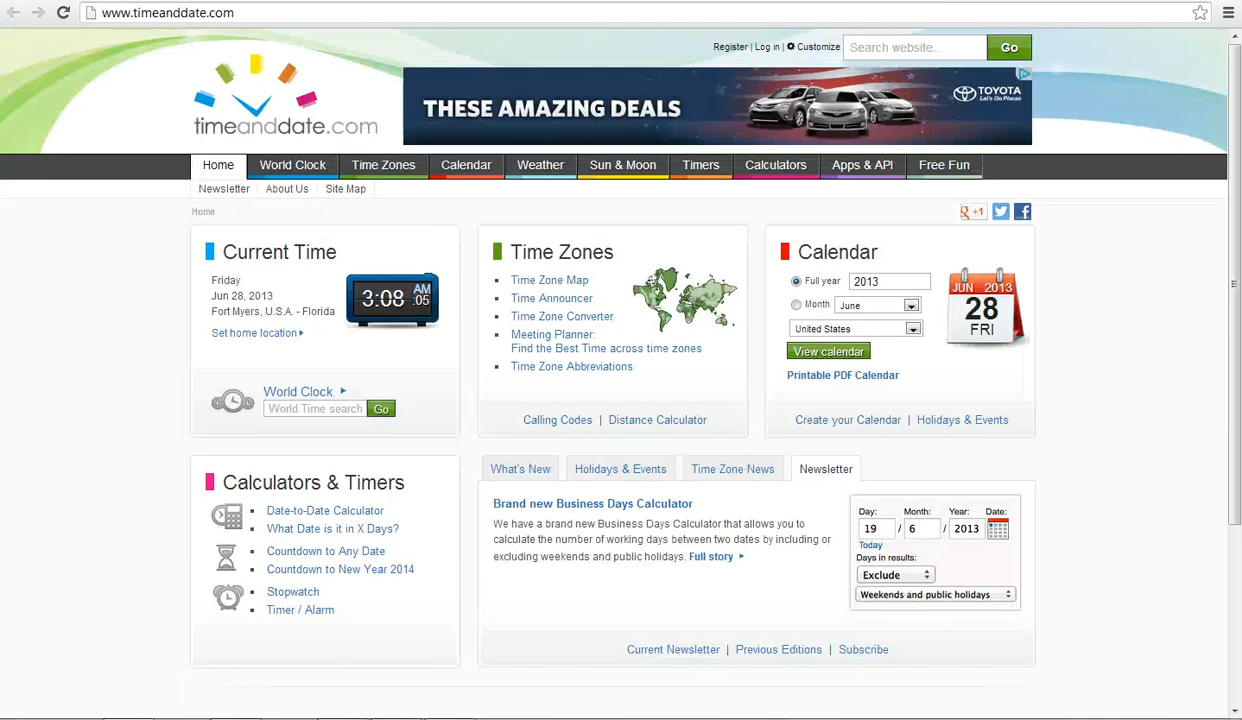 www.timeanddate.com
Register | Log in | Customize
Search website...
Go
timeanddate.com
THESE AMAZING DEALS
TOYOTA
Let's Go Places
Home
World Clock
Time Zones
Calendar
Weather
Sun & Moon
Timers
Calculators
Apps & API
Free Fun
Newsletter
About Us
Site Map
Home
g +1
Current Time
Friday
Jun 28, 2013
Fort Myers, U.S.A. - Florida
Set home location
3:08 AM :05
World Clock
World Time search
Go
Time Zones
Time Zone Map
Time Announcer
Time Zone Converter
Meeting Planner:
Find the Best Time across time zones
Time Zone Abbreviations
Calling Codes | Distance Calculator
Calendar
Full year 2013
Month June
United States
View calendar
Printable PDF Calendar
JUN 2013
28
FRI
Create your Calendar | Holidays & Events
Calculators & Timers
Date-to-Date Calculator
What Date is it in X Days?
Countdown to Any Date
Countdown to New Year 2014
Stopwatch
Timer / Alarm
What's New
Holidays & Events
Time Zone News
Newsletter
Brand new Business Days Calculator
We have a brand new Business Days Calculator that allows you to
calculate the number of working days between two dates by including or
excluding weekends and public holidays. Full story
Day: Month: Year: Date:
19 / 6 / 2013
Today
Days in results:
Exclude
Weekends and public holidays
Current Newsletter | Previous Editions | Subscribe